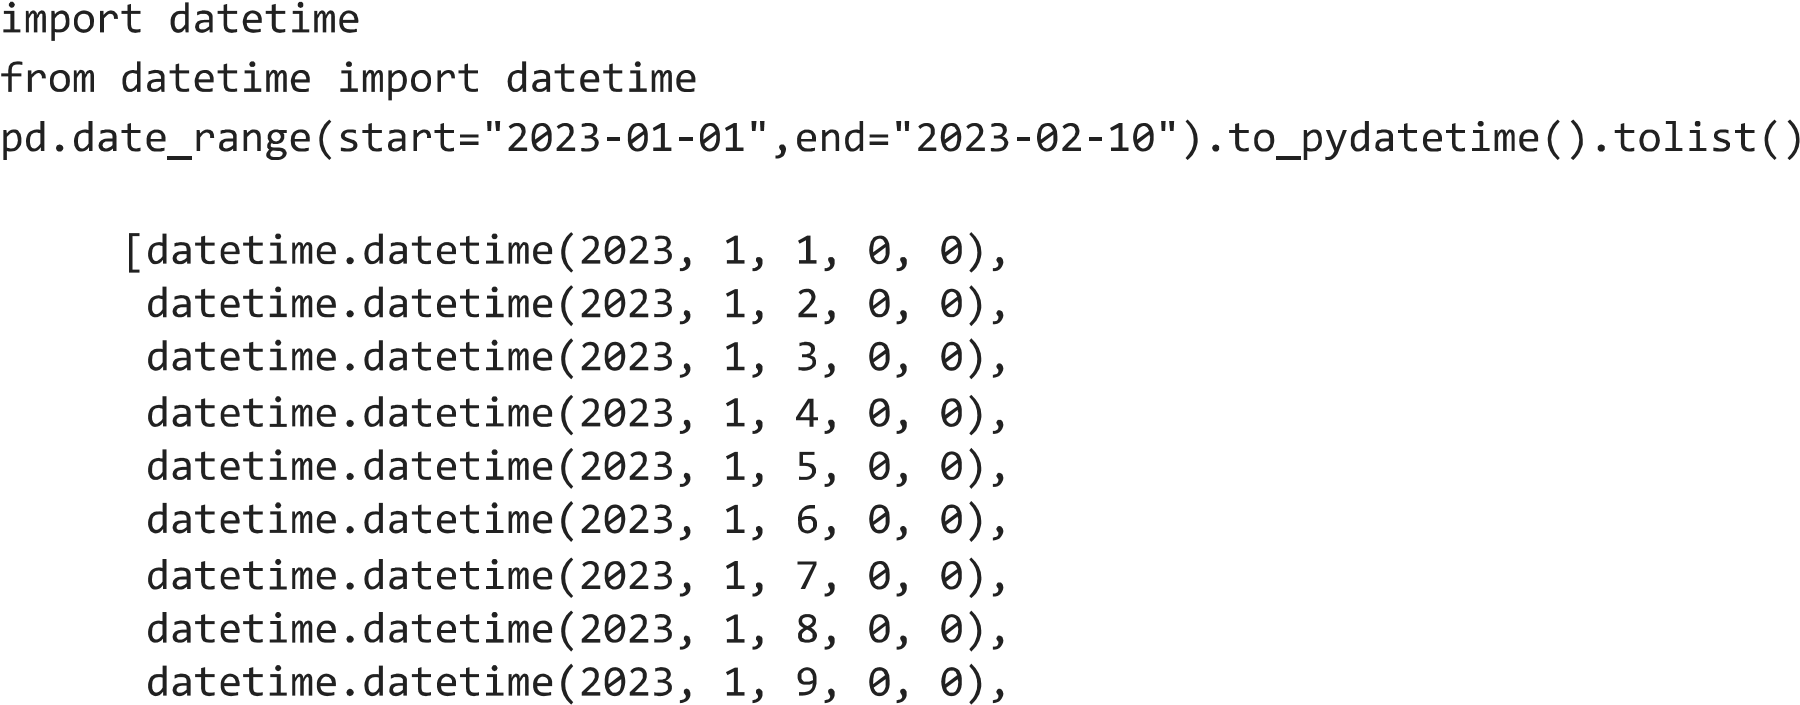 import datetime
from datetime import datetime
pd.date_range(start="2023-01-01",end="2023-02-10").to_pydatetime().tolist()
[datetime.datetime(2023, 1, 1, 0, 0),
datetime.datetime(2023, 1, 2, 0, 0),
datetime.datetime(2023, 1, 3, 0, 0),
datetime.datetime(2023, 1, 4, 0, 0),
datetime.datetime(2023, 1, 5, 0, 0),
datetime.datetime(2023, 1, 6, 0, 0),
datetime.datetime(2023, 1, 7, 0, 0),
datetime.datetime(2023, 1, 8, 0, 0),
datetime.datetime(2023, 1, 9, 0, 0),